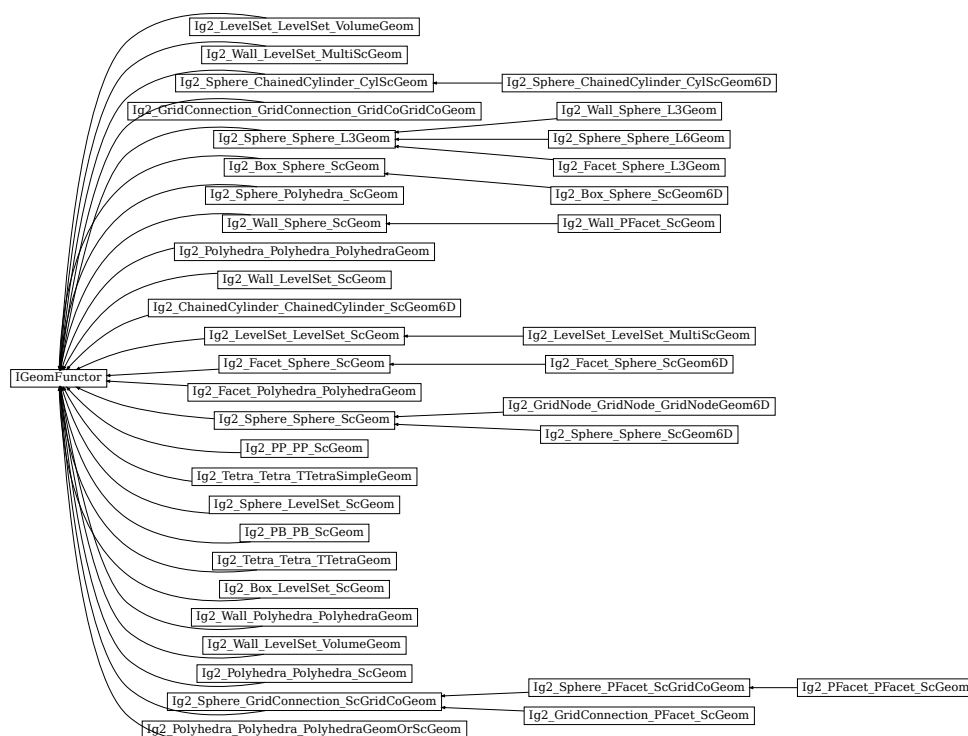 Ig2_LevelSet_LevelSet_VolumeGeom
Ig2_Wall_LevelSet_MultiScGeom
Ig2_Sphere_ChainedCylinder_CylScGeom
Ig2_Sphere_ChainedCylinder_CylScGeom6D
Ig2_GridConnection_GridConnection_GridCoGridCoGeom
Ig2_Wall_Sphere_L3Geom
Ig2_Sphere_Sphere_L3Geom
Ig2_Sphere_Sphere_L6Geom
Ig2_Box_Sphere_ScGeom
Ig2_Facet_Sphere_L3Geom
Ig2_Sphere_Polyhedra_ScGeom
Ig2_Box_Sphere_ScGeom6D
Ig2_Wall_Sphere_ScGeom
Ig2_Wall_PFacet_ScGeom
Ig2_Polyhedra_Polyhedra_PolyhedraGeom
Ig2_Wall_LevelSet_ScGeom
Ig2_ChainedCylinder_ChainedCylinder_ScGeom6D
Ig2_LevelSet_LevelSet_ScGeom
Ig2_LevelSet_LevelSet_MultiScGeom
Ig2_Facet_Sphere_ScGeom
Ig2_Facet_Sphere_ScGeom6D
IGeomFunctor
Ig2_Facet_Polyhedra_PolyhedraGeom
Ig2_GridNode_GridNode_GridNodeGeom6D
Ig2_Sphere_Sphere_ScGeom
Ig2_Sphere_Sphere_ScGeom6D
Ig2_PP_PP_ScGeom
Ig2_Tetra_Tetra_TTetraSimpleGeom
Ig2_Sphere_LevelSet_ScGeom
Ig2_PB_PB_ScGeom
Ig2_Tetra_Tetra_TTetraGeom
Ig2_Box_LevelSet_ScGeom
Ig2_Wall_Polyhedra_PolyhedraGeom
Ig2_Wall_LevelSet_VolumeGeom
Ig2_Polyhedra_Polyhedra_ScGeom
Ig2_Sphere_PFacet_ScGridCoGeom
Ig2_PFacet_PFacet_ScGeom
Ig2_Sphere_GridConnection_ScGridCoGeom
Ig2_GridConnection_PFacet_ScGeom
Ig2_Polyhedra_Polyhedra_PolyhedraGeomOrScGeom